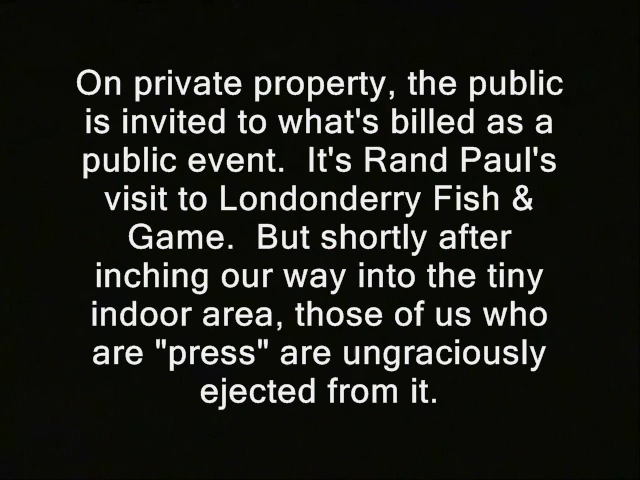 On private property, the public
is invited to what's billed as a
public event.  It's Rand Paul's
visit to Londonderry Fish &
Game.  But shortly after
inching our way into the tiny
indoor area, those of us who
are "press" are ungraciously
ejected from it.